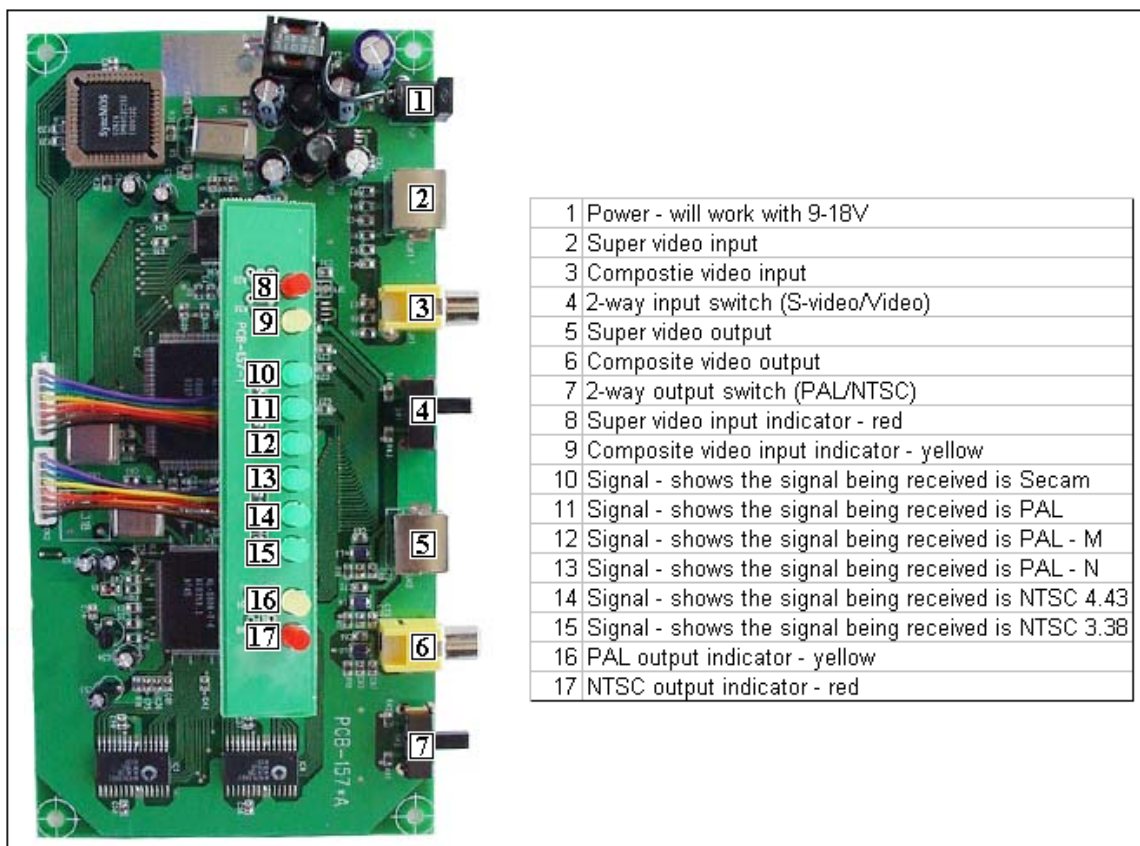 SyncMOS
1
2
3
4
5
6
7
8
9
10
11
12
13
14
15
16
17
PCB-157-1
PCB-157*A
1 Power - will work with 9-18V
2 Super video input
3 Compostie video input
4 2-way input switch (S-video/Video)
5 Super video output
6 Composite video output
7 2-way output switch (PAL/NTSC)
8 Super video input indicator - red
9 Composite video input indicator - yellow
10 Signal - shows the signal being received is Secam
11 Signal - shows the signal being received is PAL
12 Signal - shows the signal being received is PAL - M
13 Signal - shows the signal being received is PAL - N
14 Signal - shows the signal being received is NTSC 4.43
15 Signal - shows the signal being received is NTSC 3.38
16 PAL output indicator - yellow
17 NTSC output indicator - red